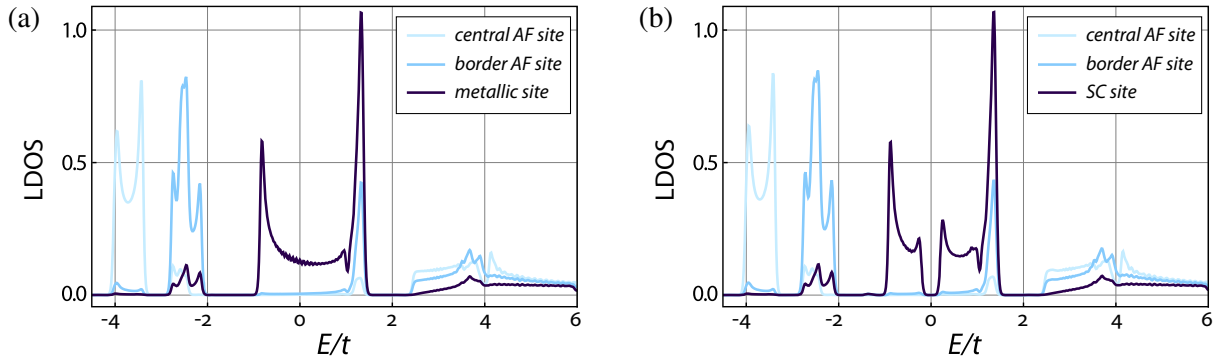 (a)
LDOS
1.0
0.5
0.0
central AF site
border AF site
metallic site
-4
-2
0
2
4
6
E/t
(b)
LDOS
1.0
0.5
0.0
central AF site
border AF site
SC site
-4
-2
0
2
4
6
E/t